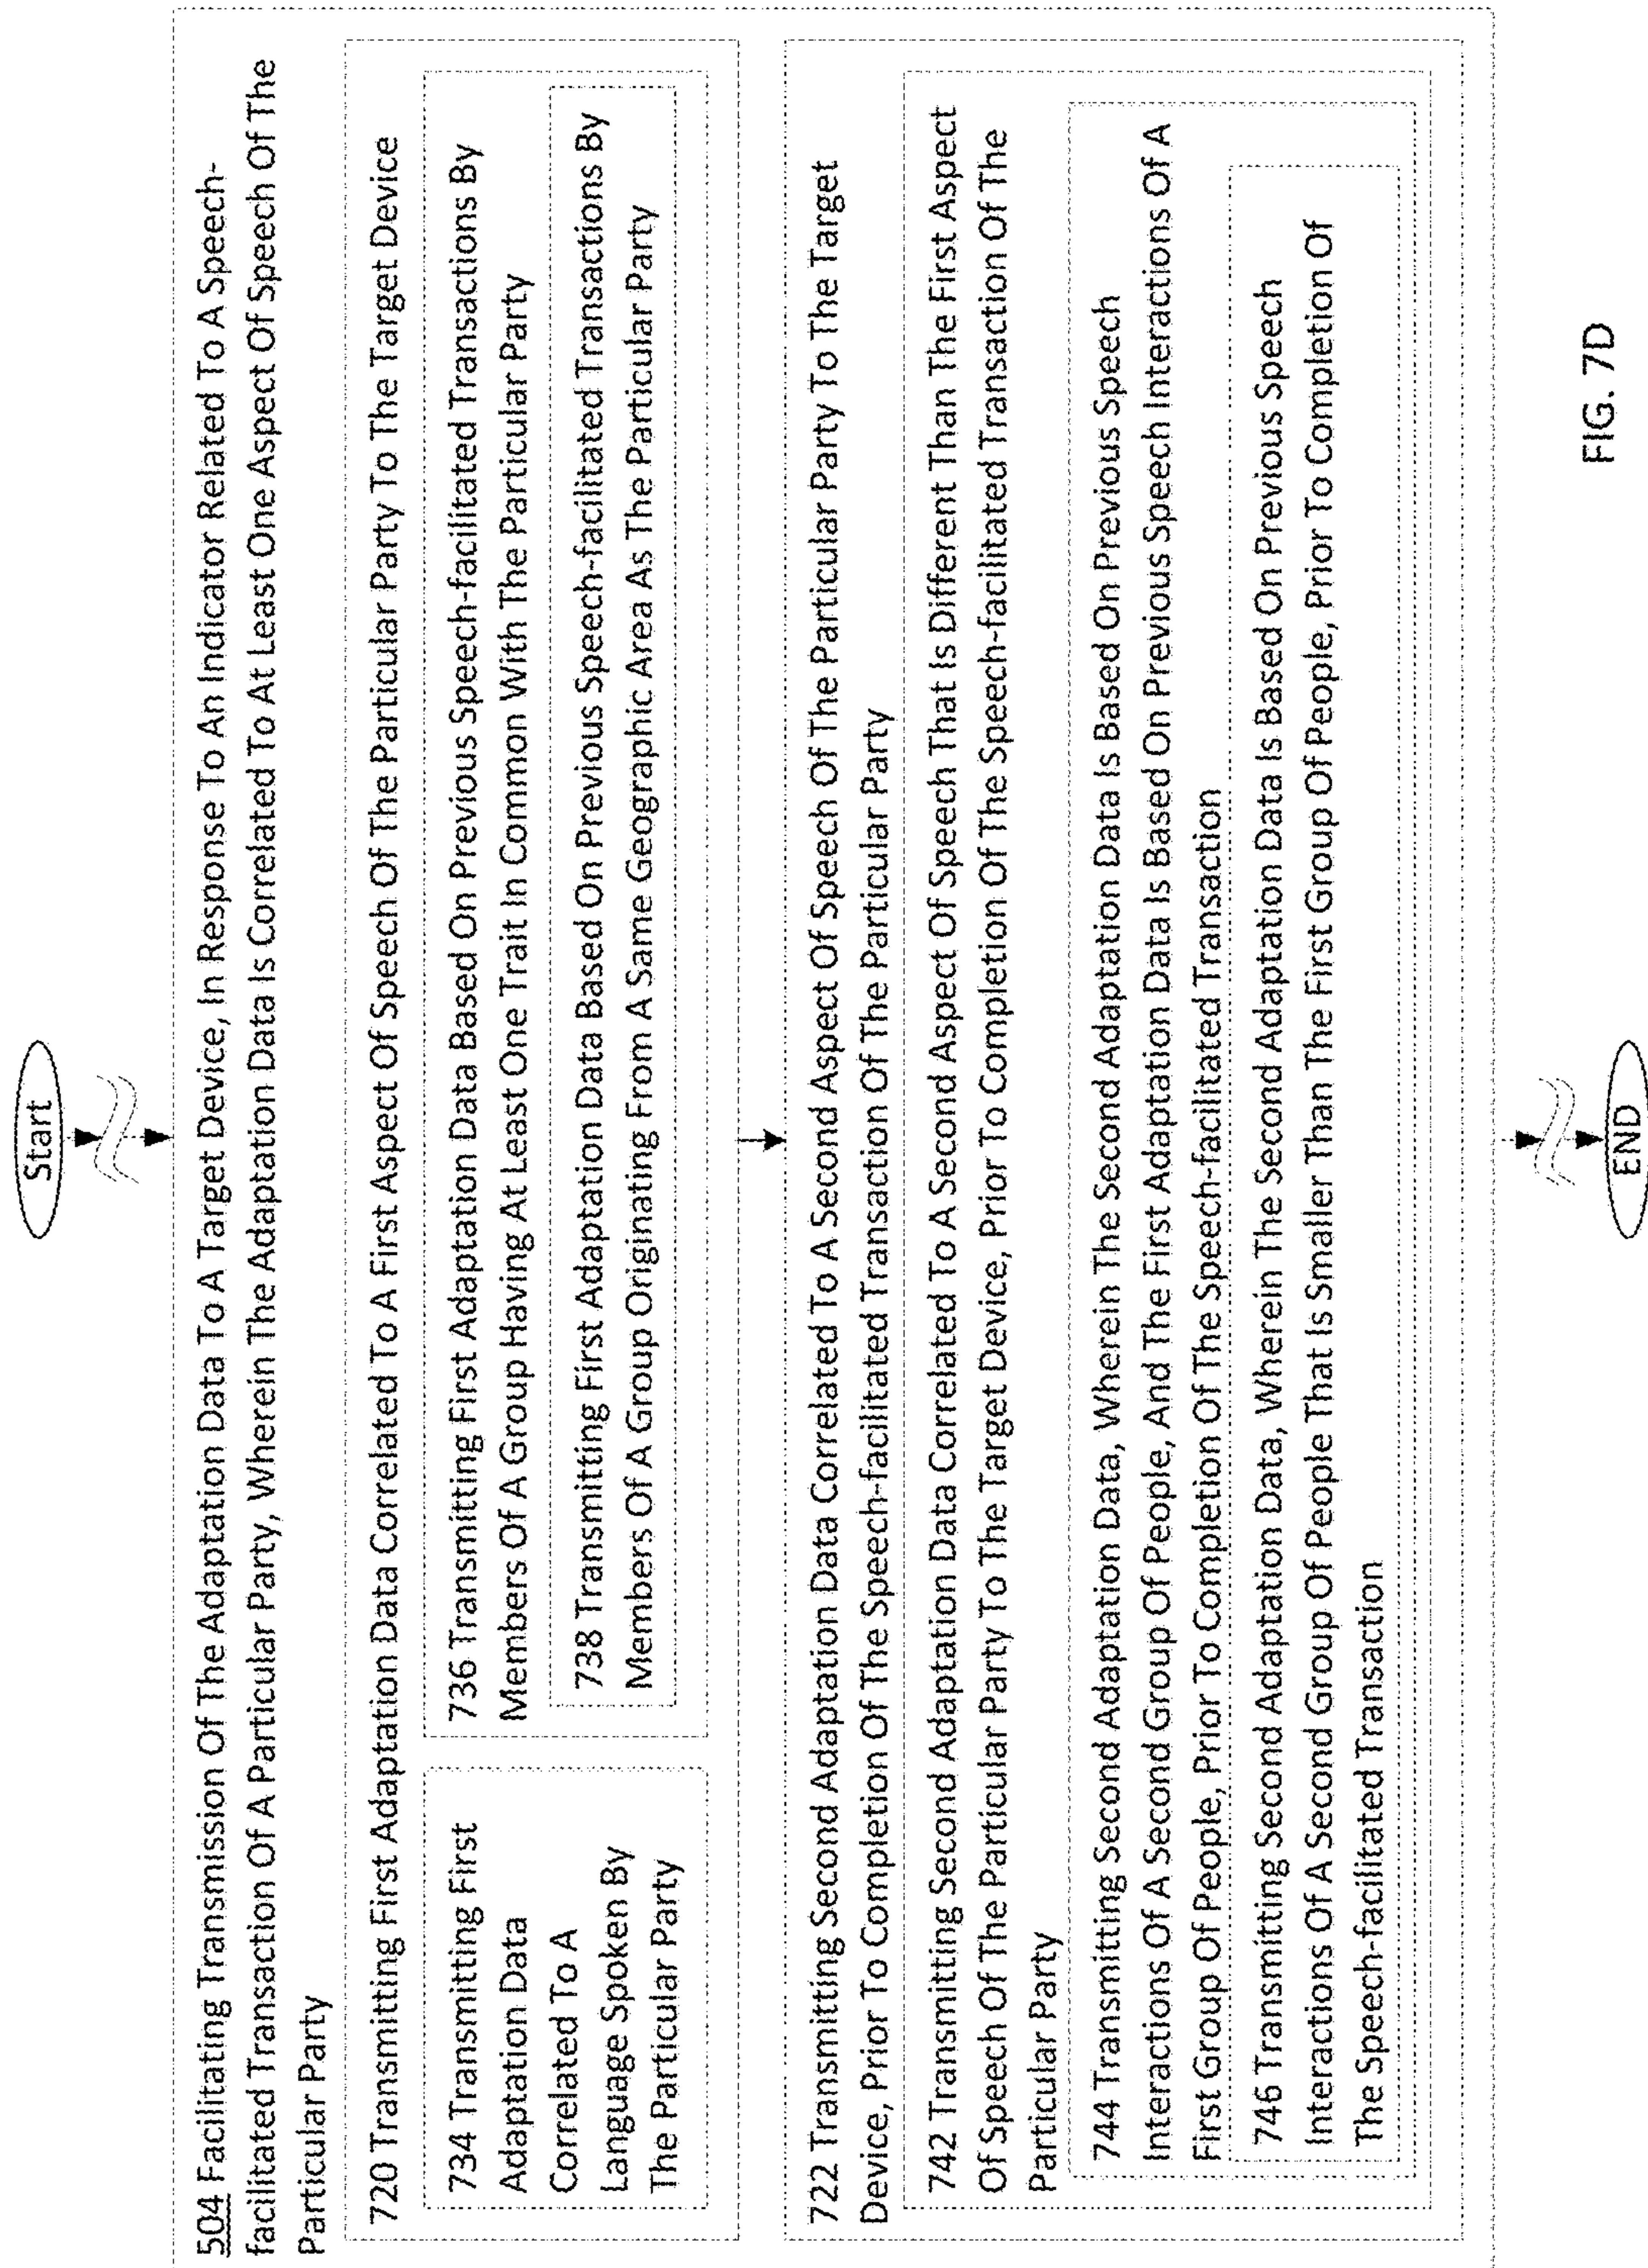 Start
504 Facilitating Transmission Of The Adaptation Data To A Target Device, In Response To An Indicator Related To A Speech-
facilitated Transaction Of A Particular Party, Wherein The Adaptation Data Is Correlated To At Least One Aspect Of Speech Of The
Particular Party
720 Transmitting First Adaptation Data Correlated To A First Aspect Of Speech Of The Particular Party To The Target Device
734 Transmitting First
Adaptation Data
Correlated To A
Language Spoken By
The Particular Party
736 Transmitting First Adaptation Data Based On Previous Speech-facilitated Transactions By
Members Of A Group Having At Least One Trait In Common With The Particular Party
738 Transmitting First Adaptation Data Based On Previous Speech-facilitated Transactions By
Members Of A Group Originating From A Same Geographic Area As The Particular Party
722 Transmitting Second Adaptation Data Correlated To A Second Aspect Of Speech Of The Particular Party To The Target
Device, Prior To Completion Of The Speech-facilitated Transaction Of The Particular Party
742 Transmitting Second Adaptation Data Correlated To A Second Aspect Of Speech That Is Different Than The First Aspect
Of Speech Of The Particular Party To The Target Device, Prior To Completion Of The Speech-facilitated Transaction Of The
Particular Party
744 Transmitting Second Adaptation Data, Wherein The Second Adaptation Data Is Based On Previous Speech
Interactions Of A Second Group Of People, And The First Adaptation Data Is Based On Previous Speech Interactions Of A
First Group Of People, Prior To Completion Of The Speech-facilitated Transaction
746 Transmitting Second Adaptation Data, Wherein The Second Adaptation Data Is Based On Previous Speech
Interactions Of A Second Group Of People That Is Smaller Than The First Group Of People, Prior To Completion Of
The Speech-facilitated Transaction
END
FIG. 7D